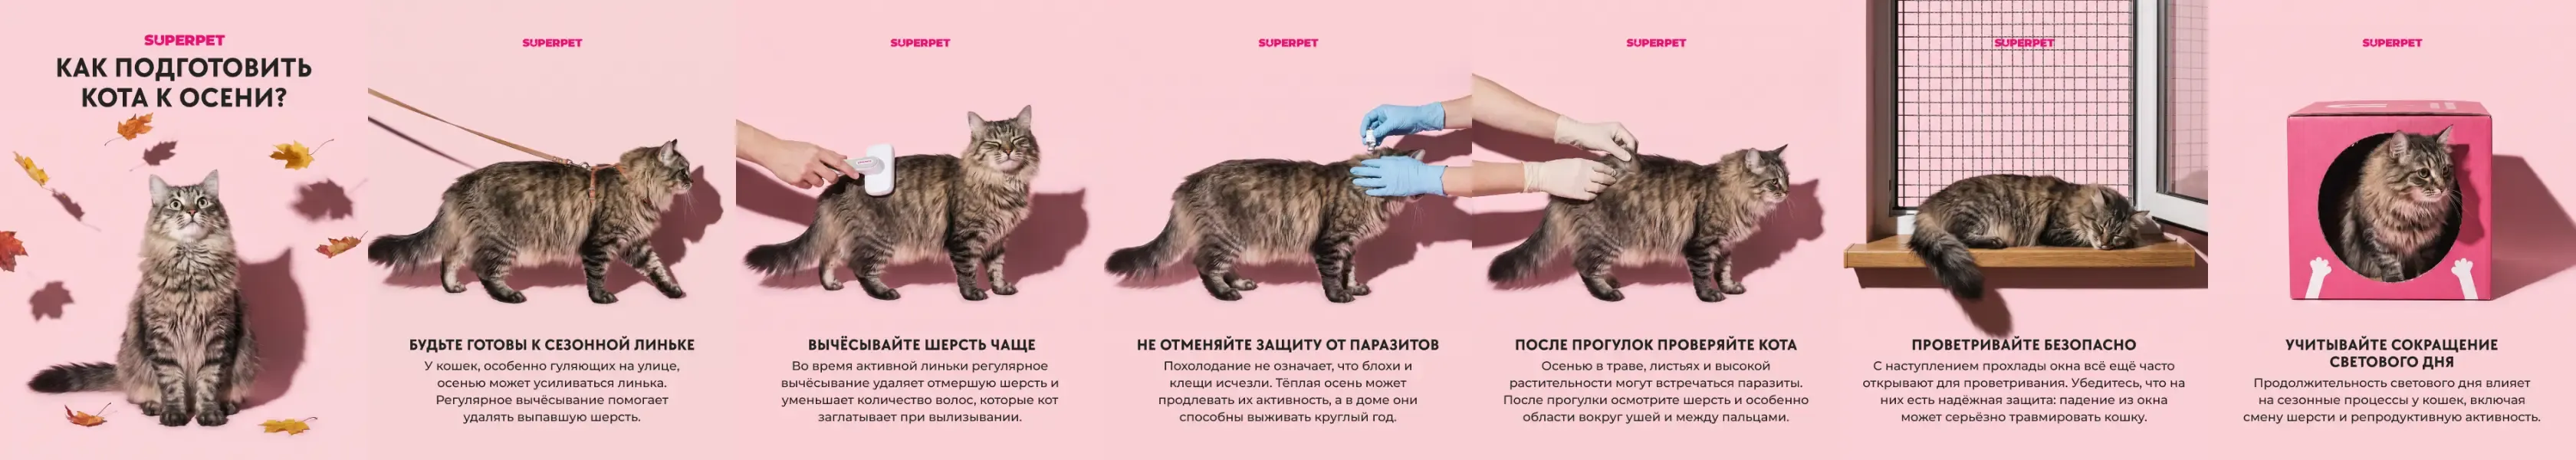 SUPERPET
КАК ПОДГОТОВИТЬ
КОТА К ОСЕНИ?
SUPERPET
БУДЬТЕ ГОТОВЫ К СЕЗОННОЙ ЛИНЬКЕ
У кошек, особенно гуляющих на улице,
осенью может усиливаться линька.
Регулярное вычёсывание помогает
удалять выпавшую шерсть.
SUPERPET
ВЫЧЁСЫВАЙТЕ ШЕРСТЬ ЧАЩЕ
Во время активной линьки регулярное
вычёсывание удаляет отмершую шерсть и
уменьшает количество волос, которые кот
заглатывает при вылизывании.
SUPERPET
НЕ ОТМЕНЯЙТЕ ЗАЩИТУ ОТ ПАРАЗИТОВ
Похолодание не означает, что блохи и
клещи исчезли. Тёплая осень может
продлевать их активность, а в доме они
способны выживать круглый год.
SUPERPET
ПОСЛЕ ПРОГУЛОК ПРОВЕРЯЙТЕ КОТА
Осенью в траве, листьях и высокой
растительности могут встречаться паразиты.
После прогулки осмотрите шерсть и особенно
области вокруг ушей и между пальцами.
SUPERPET
ПРОВЕТРИВАЙТЕ БЕЗОПАСНО
С наступлением прохлады окна всё ещё часто
открывают для проветривания. Убедитесь, что на
них есть надёжная защита: падение из окна
может серьёзно травмировать кошку.
SUPERPET
УЧИТЫВАЙТЕ СОКРАЩЕНИЕ
СВЕТОВОГО ДНЯ
Продолжительность светового дня влияет
на сезонные процессы у кошек, включая
смену шерсти и репродуктивную активность.